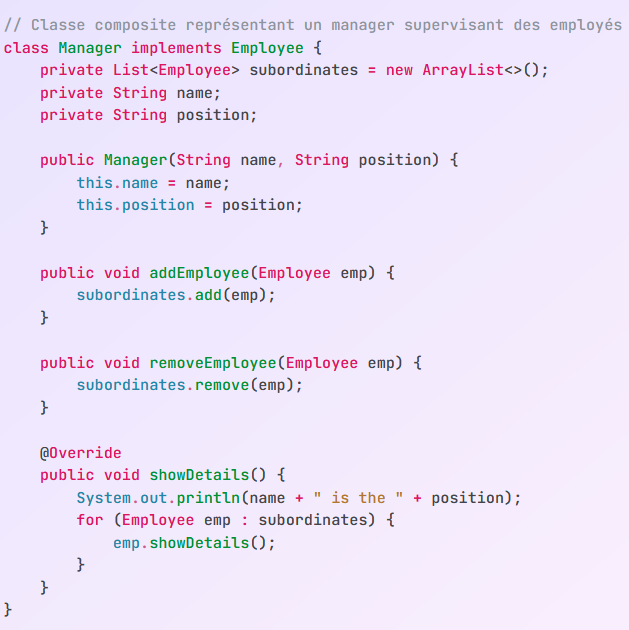 // Classe composite représentant un manager supervisant des employés
class Manager implements Employee {
    private List<Employee> subordinates = new ArrayList<>();
    private String name;
    private String position;

    public Manager(String name, String position) {
        this.name = name;
        this.position = position;
    }

    public void addEmployee(Employee emp) {
        subordinates.add(emp);
    }

    public void removeEmployee(Employee emp) {
        subordinates.remove(emp);
    }

    @Override
    public void showDetails() {
        System.out.println(name + " is the " + position);
        for (Employee emp : subordinates) {
            emp.showDetails();
        }
    }
}